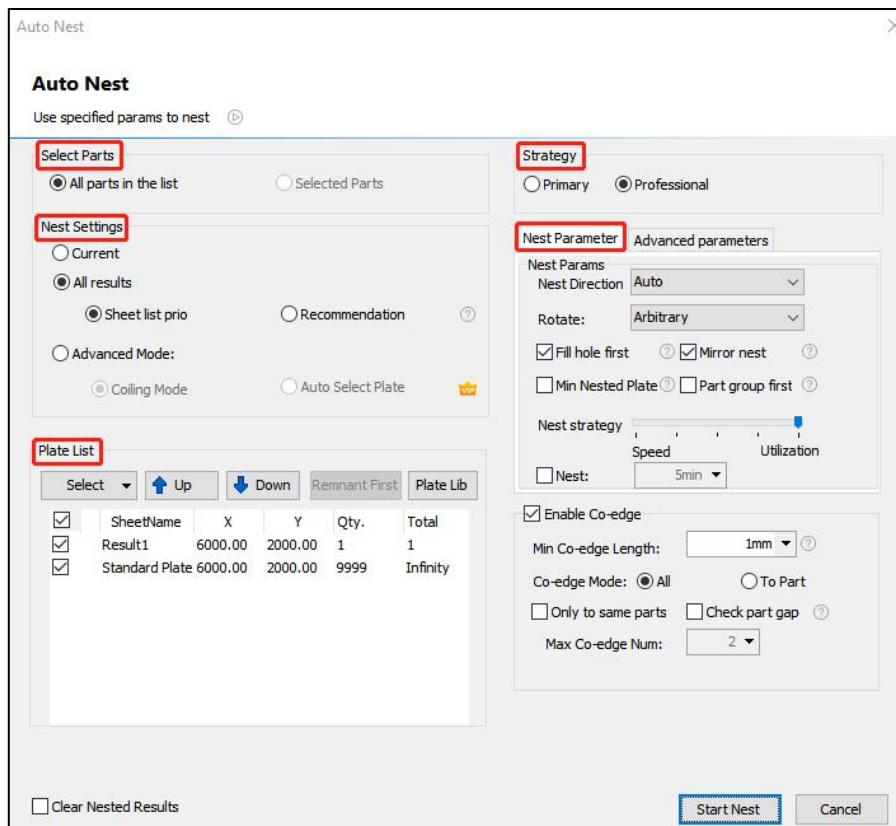 Auto Nest
Auto Nest
Use specified params to nest
Select Parts
All parts in the list Selected Parts
Nest Settings
Current
All results
Sheet list prio Recommendation ?
Advanced Mode:
Coiling Mode Auto Select Plate VIP
Plate List
Select Up Down Remnant First Plate Lib
SheetName X Y Qty. Total
Result1 6000.00 2000.00 1 1
Standard Plate 6000.00 2000.00 9999 Infinity
Clear Nested Results
Strategy
Primary Professional
Nest Parameter Advanced parameters
Nest Params
Nest Direction Auto
Rotate: Arbitrary
Fill hole first ? Mirror nest ?
Min Nested Plate ? Part group first ?
Nest strategy
Speed Utilization
Nest: 5min
Enable Co-edge
Min Co-edge Length: 1mm ?
Co-edge Mode: All To Part
Only to same parts Check part gap ?
Max Co-edge Num: 2
Start Nest Cancel